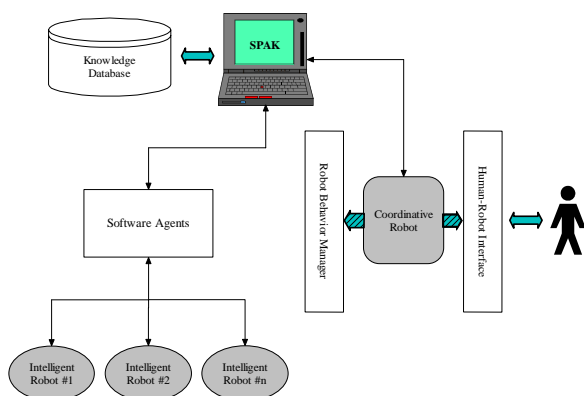 SPAK
Knowledge
Database
Robot Behavior Manager
Coordinative
Robot
Human-Robot Interface
Software Agents
Intelligent
Robot #1
Intelligent
Robot #2
Intelligent
Robot #n